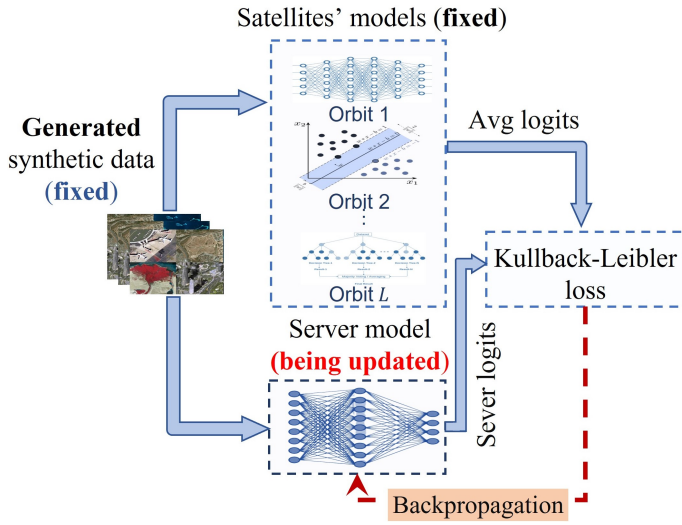 Satellites’ models (fixed)
Orbit 1
Generated
synthetic data
(fixed)
x₂
x₁
Orbit 2
⋮
Orbit L
Avg logits
Kullback-Leibler
loss
Server model
(being updated)
Sever logits
Backpropagation